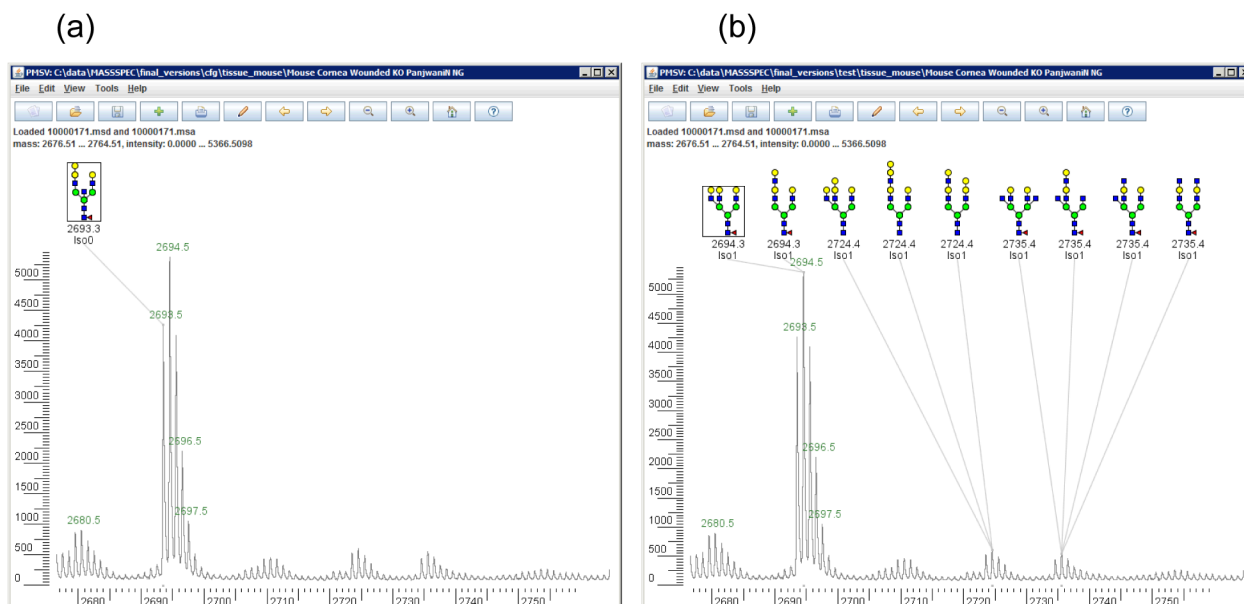 (a)
(b)
PMSV: C:\data\MASSSPEC\final_versions\cfg\tissue_mouse\Mouse Cornea Wounded KO PanjwaniN NG
File Edit View Tools Help
Loaded 10000171.msd and 10000171.msa
mass: 2676.51 ... 2764.51, intensity: 0.0000 ... 5366.5098
2693.3
Iso0
2694.5
2693.5
2696.5
2697.5
2680.5
5000
4500
4000
3500
3000
2500
2000
1500
1000
500
0
2680 2690 2700 2710 2720 2730 2740 2750
PMSV: C:\data\MASSSPEC\final_versions\test\tissue_mouse\Mouse Cornea Wounded KO PanjwaniN NG
File Edit View Tools Help
Loaded 10000171.msd and 10000171.msa
mass: 2676.51 ... 2764.51, intensity: 0.0000 ... 5366.5098
2694.3 2694.3 2724.4 2724.4 2724.4 2735.4 2735.4 2735.4 2735.4
Iso1 Iso1 Iso1 Iso1 Iso1 Iso1 Iso1 Iso1 Iso1
2694.5
2693.5
2696.5
2697.5
2680.5
5000
4500
4000
3500
3000
2500
2000
1500
1000
500
0
2680 2690 2700 2710 2720 2730 2740 2750